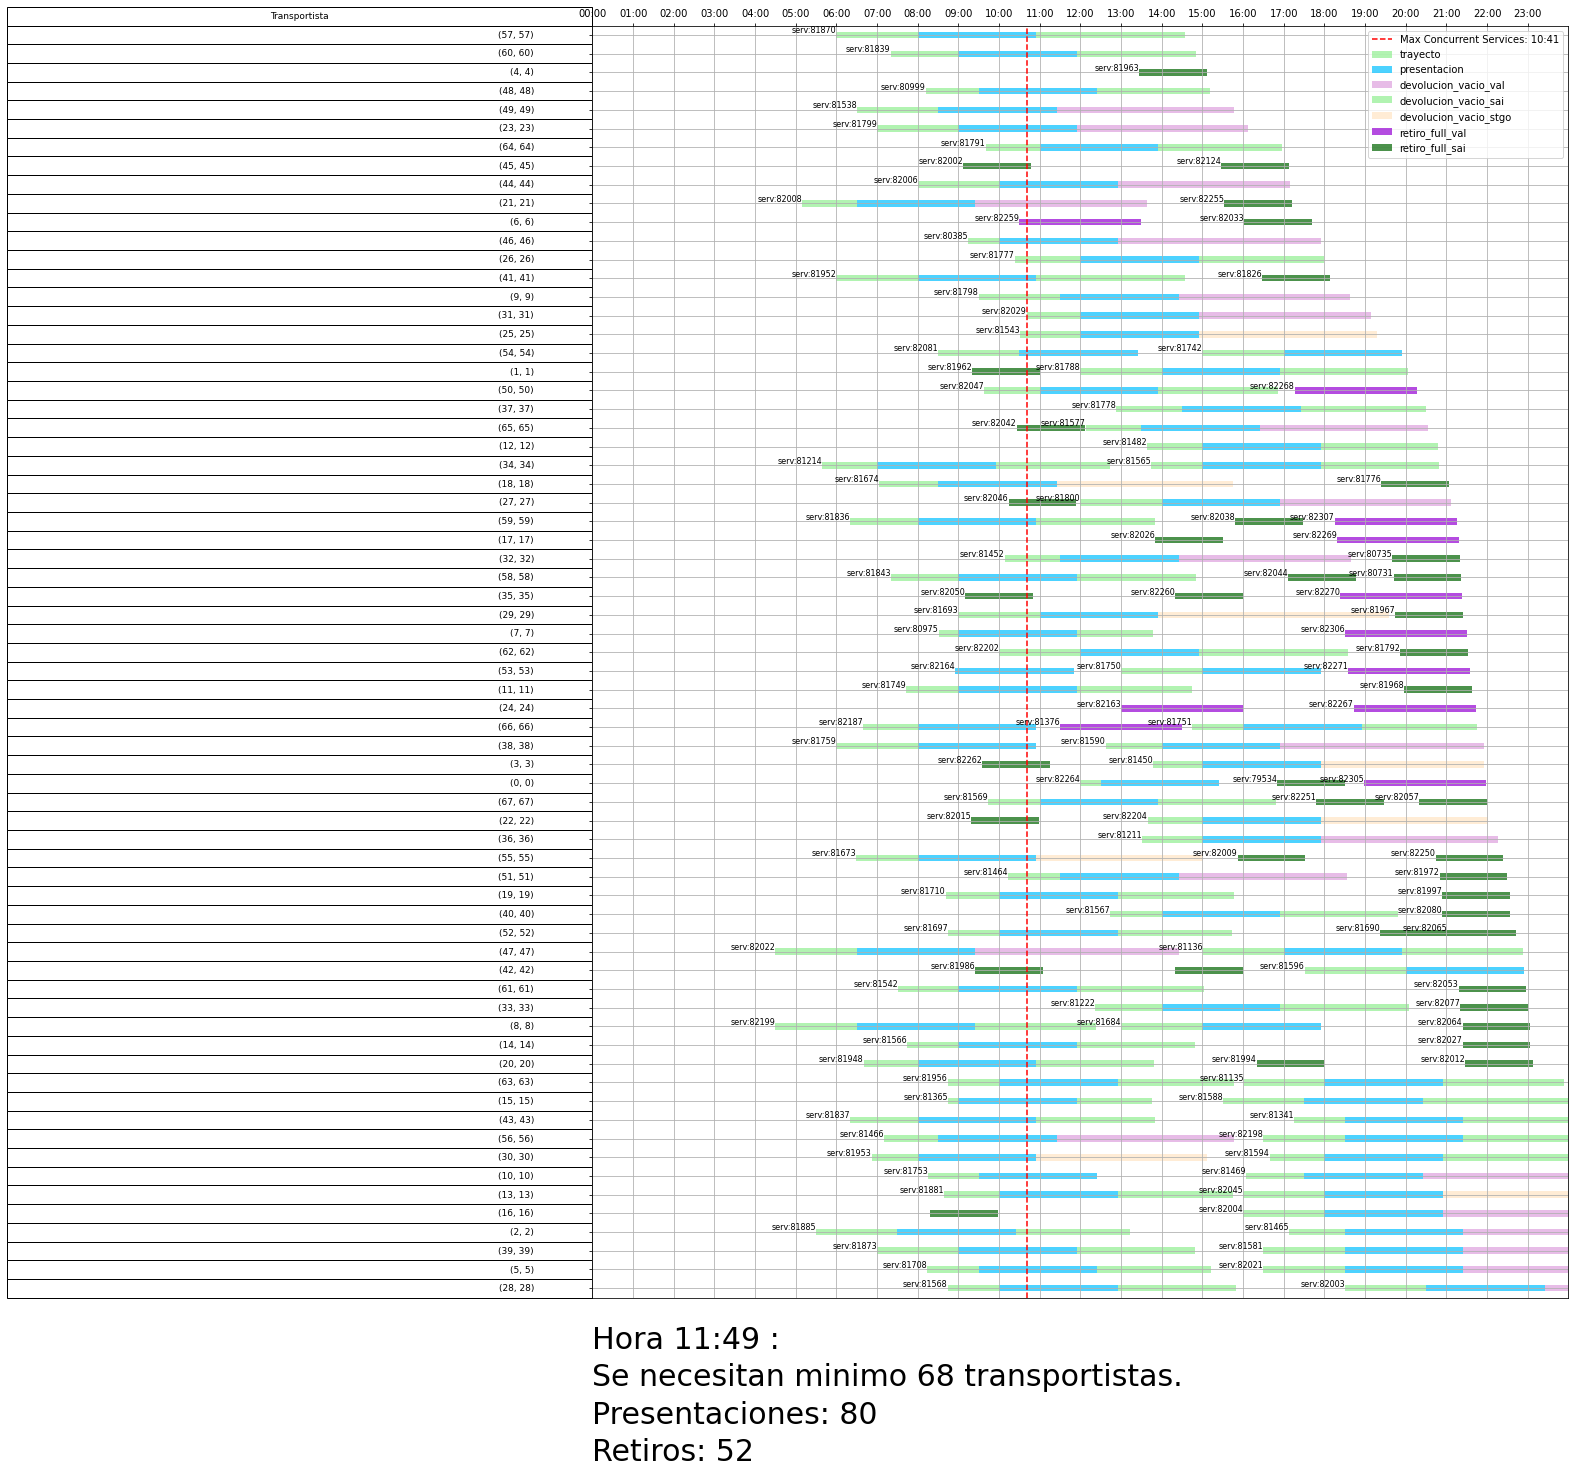 Transportista
00:00 01:00 02:00 03:00 04:00 05:00 06:00 07:00 08:00 09:00 10:00 11:00 12:00 13:00 14:00 15:00 16:00 17:00 18:00 19:00 20:00 21:00 22:00 23:00
Max Concurrent Services: 10:41
trayecto
presentacion
devolucion_vacio_val
devolucion_vacio_sai
devolucion_vacio_stgo
retiro_full_val
retiro_full_sai
(57, 57) serv:81870
(60, 60) serv:81839
(4, 4) serv:81963
(48, 48) serv:80999
(49, 49) serv:81538
(23, 23) serv:81799
(64, 64) serv:81791
(45, 45) serv:82002 serv:82124
(44, 44) serv:82006
(21, 21) serv:82008 serv:82255
(6, 6) serv:82259 serv:82033
(46, 46) serv:80385
(26, 26) serv:81777
(41, 41) serv:81952 serv:81826
(9, 9) serv:81798
(31, 31) serv:82029
(25, 25) serv:81543
(54, 54) serv:82081 serv:81742
(1, 1) serv:81962 serv:81788
(50, 50) serv:82047 serv:82268
(37, 37) serv:81778
(65, 65) serv:82042 serv:81577
(12, 12) serv:81482
(34, 34) serv:81214 serv:81565
(18, 18) serv:81674 serv:81776
(27, 27) serv:82046 serv:81800
(59, 59) serv:81836 serv:82038 serv:82307
(17, 17) serv:82026 serv:82269
(32, 32) serv:81452 serv:80735
(58, 58) serv:81843 serv:82044 serv:80731
(35, 35) serv:82050 serv:82260 serv:82270
(29, 29) serv:81693 serv:81967
(7, 7) serv:80975 serv:82306
(62, 62) serv:82202 serv:81792
(53, 53) serv:82164 serv:81750 serv:82271
(11, 11) serv:81749 serv:81968
(24, 24) serv:82163 serv:82267
(66, 66) serv:82187 serv:81376 serv:81751
(38, 38) serv:81759 serv:81590
(3, 3) serv:82262 serv:81450
(0, 0) serv:82264 serv:79534 serv:82305
(67, 67) serv:81569 serv:82251 serv:82057
(22, 22) serv:82015 serv:82204
(36, 36) serv:81211
(55, 55) serv:81673 serv:82009 serv:82250
(51, 51) serv:81464 serv:81972
(19, 19) serv:81710 serv:81997
(40, 40) serv:81567 serv:82080
(52, 52) serv:81697 serv:81690 serv:82065
(47, 47) serv:82022 serv:81136
(42, 42) serv:81986 serv:81596
(61, 61) serv:81542 serv:82053
(33, 33) serv:81222 serv:82077
(8, 8) serv:82199 serv:81684 serv:82064
(14, 14) serv:81566 serv:82027
(20, 20) serv:81948 serv:81994 serv:82012
(63, 63) serv:81956 serv:81135
(15, 15) serv:81365 serv:81588
(43, 43) serv:81837 serv:81341
(56, 56) serv:81466 serv:82198
(30, 30) serv:81953 serv:81594
(10, 10) serv:81753 serv:81469
(13, 13) serv:81881 serv:82045
(16, 16) serv:82004
(2, 2) serv:81885 serv:81465
(39, 39) serv:81873 serv:81581
(5, 5) serv:81708 serv:82021
(28, 28) serv:81568 serv:82003
Hora 11:49 :
Se necesitan minimo 68 transportistas.
Presentaciones: 80
Retiros: 52